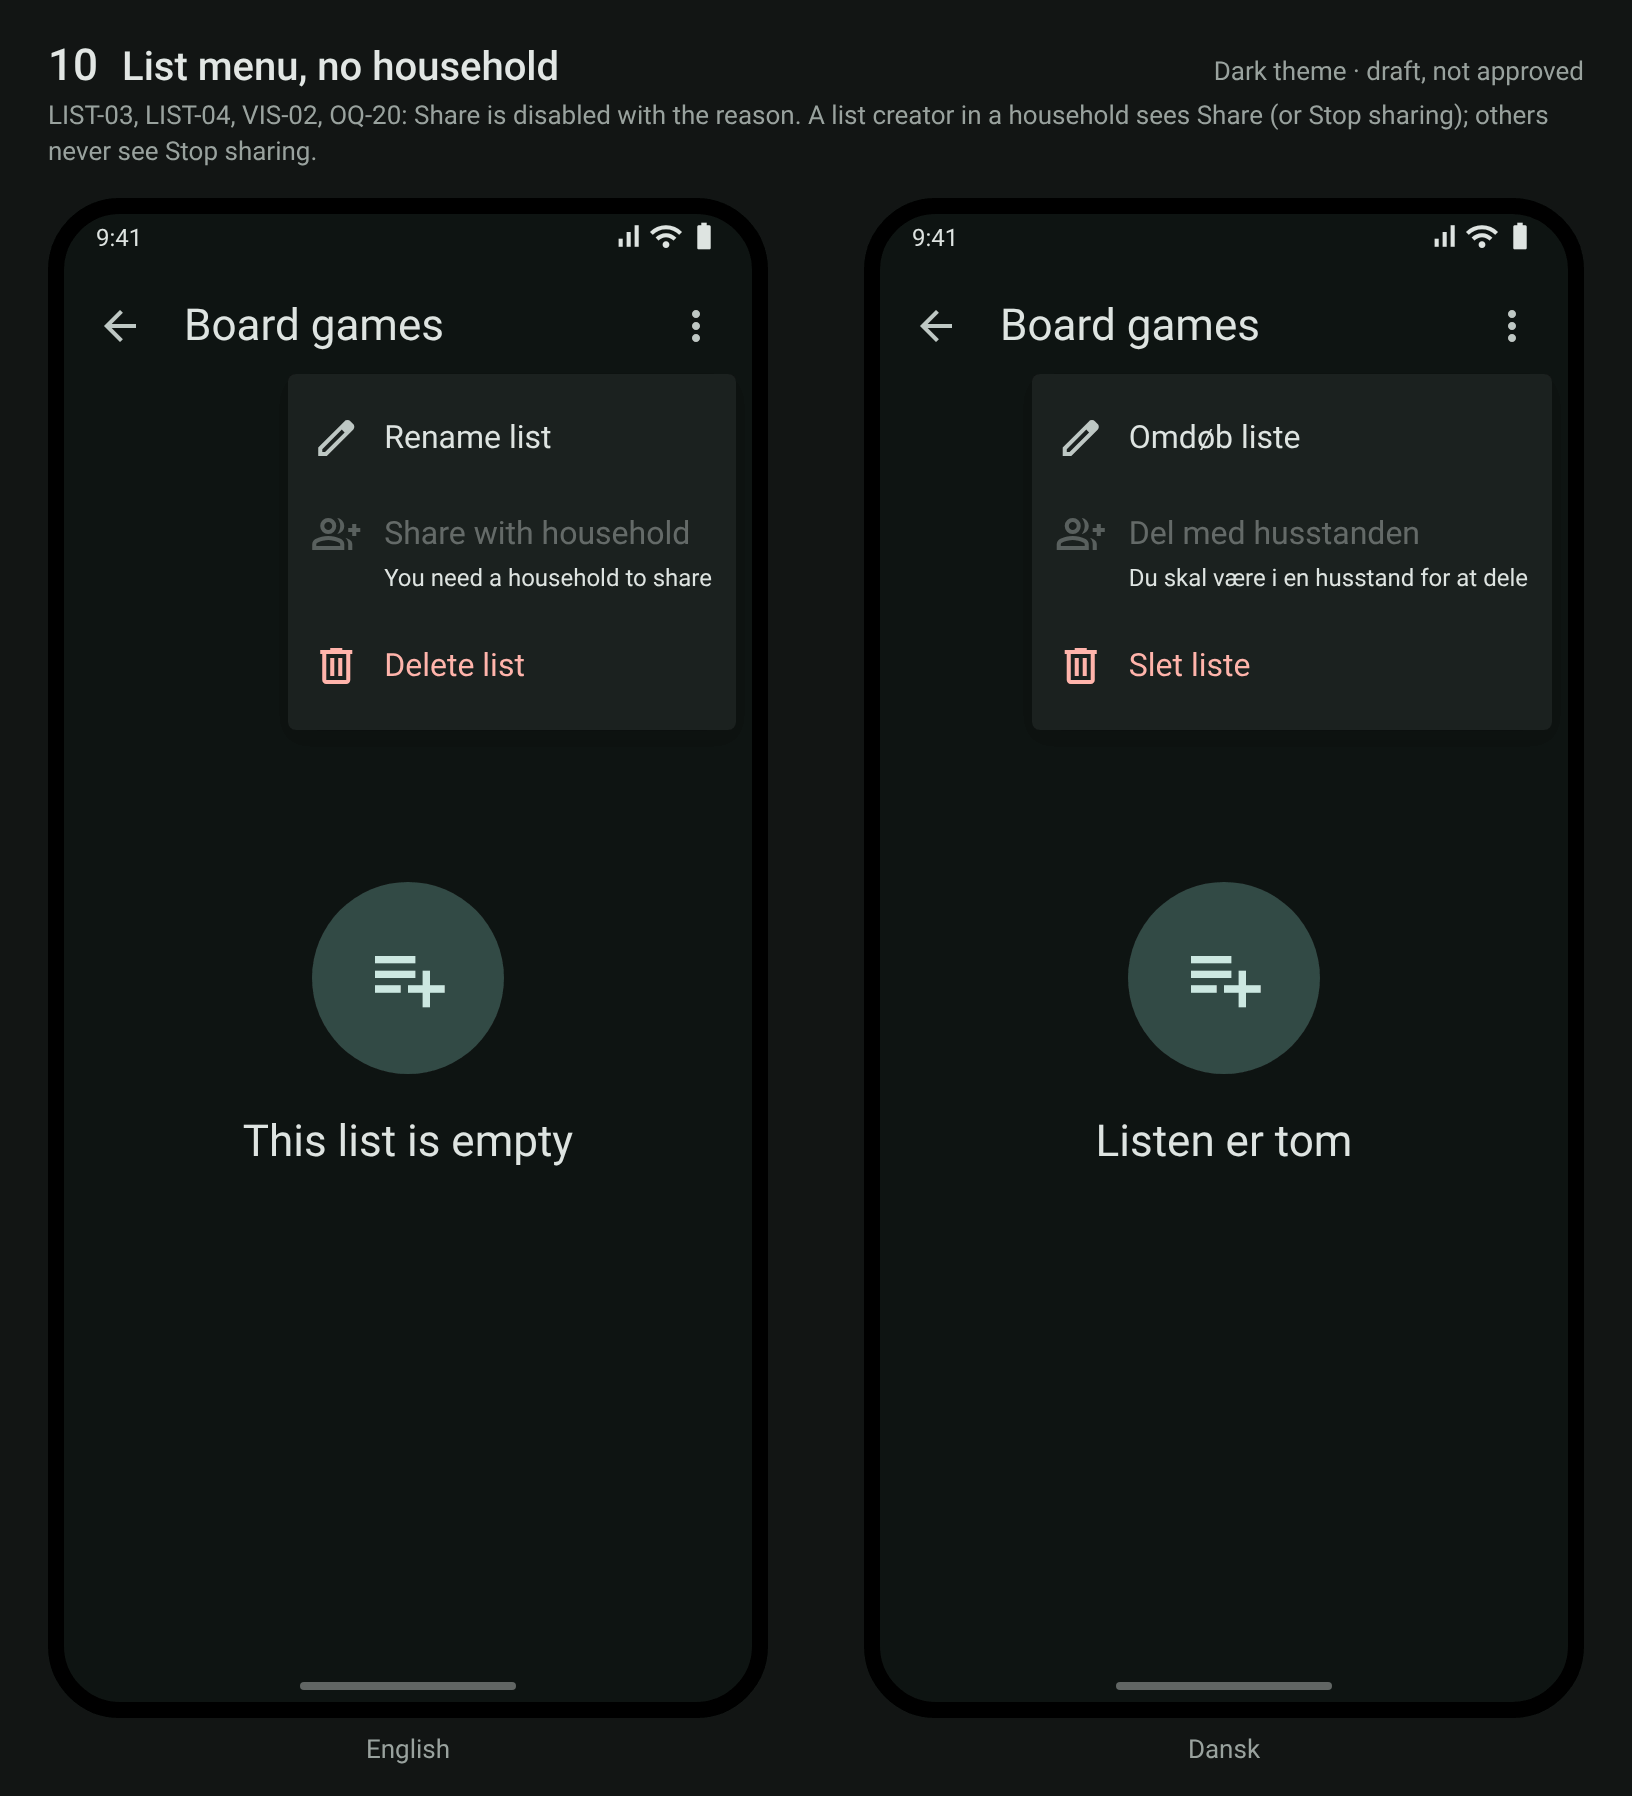 10 List menu, no household
Dark theme · draft, not approved
LIST-03, LIST-04, VIS-02, OQ-20: Share is disabled with the reason. A list creator in a household sees Share (or Stop sharing); others
never see Stop sharing.
9:41
Board games
Rename list
Share with household
You need a household to share
Delete list
This list is empty
English
9:41
Board games
Omdøb liste
Del med husstanden
Du skal være i en husstand for at dele
Slet liste
Listen er tom
Dansk